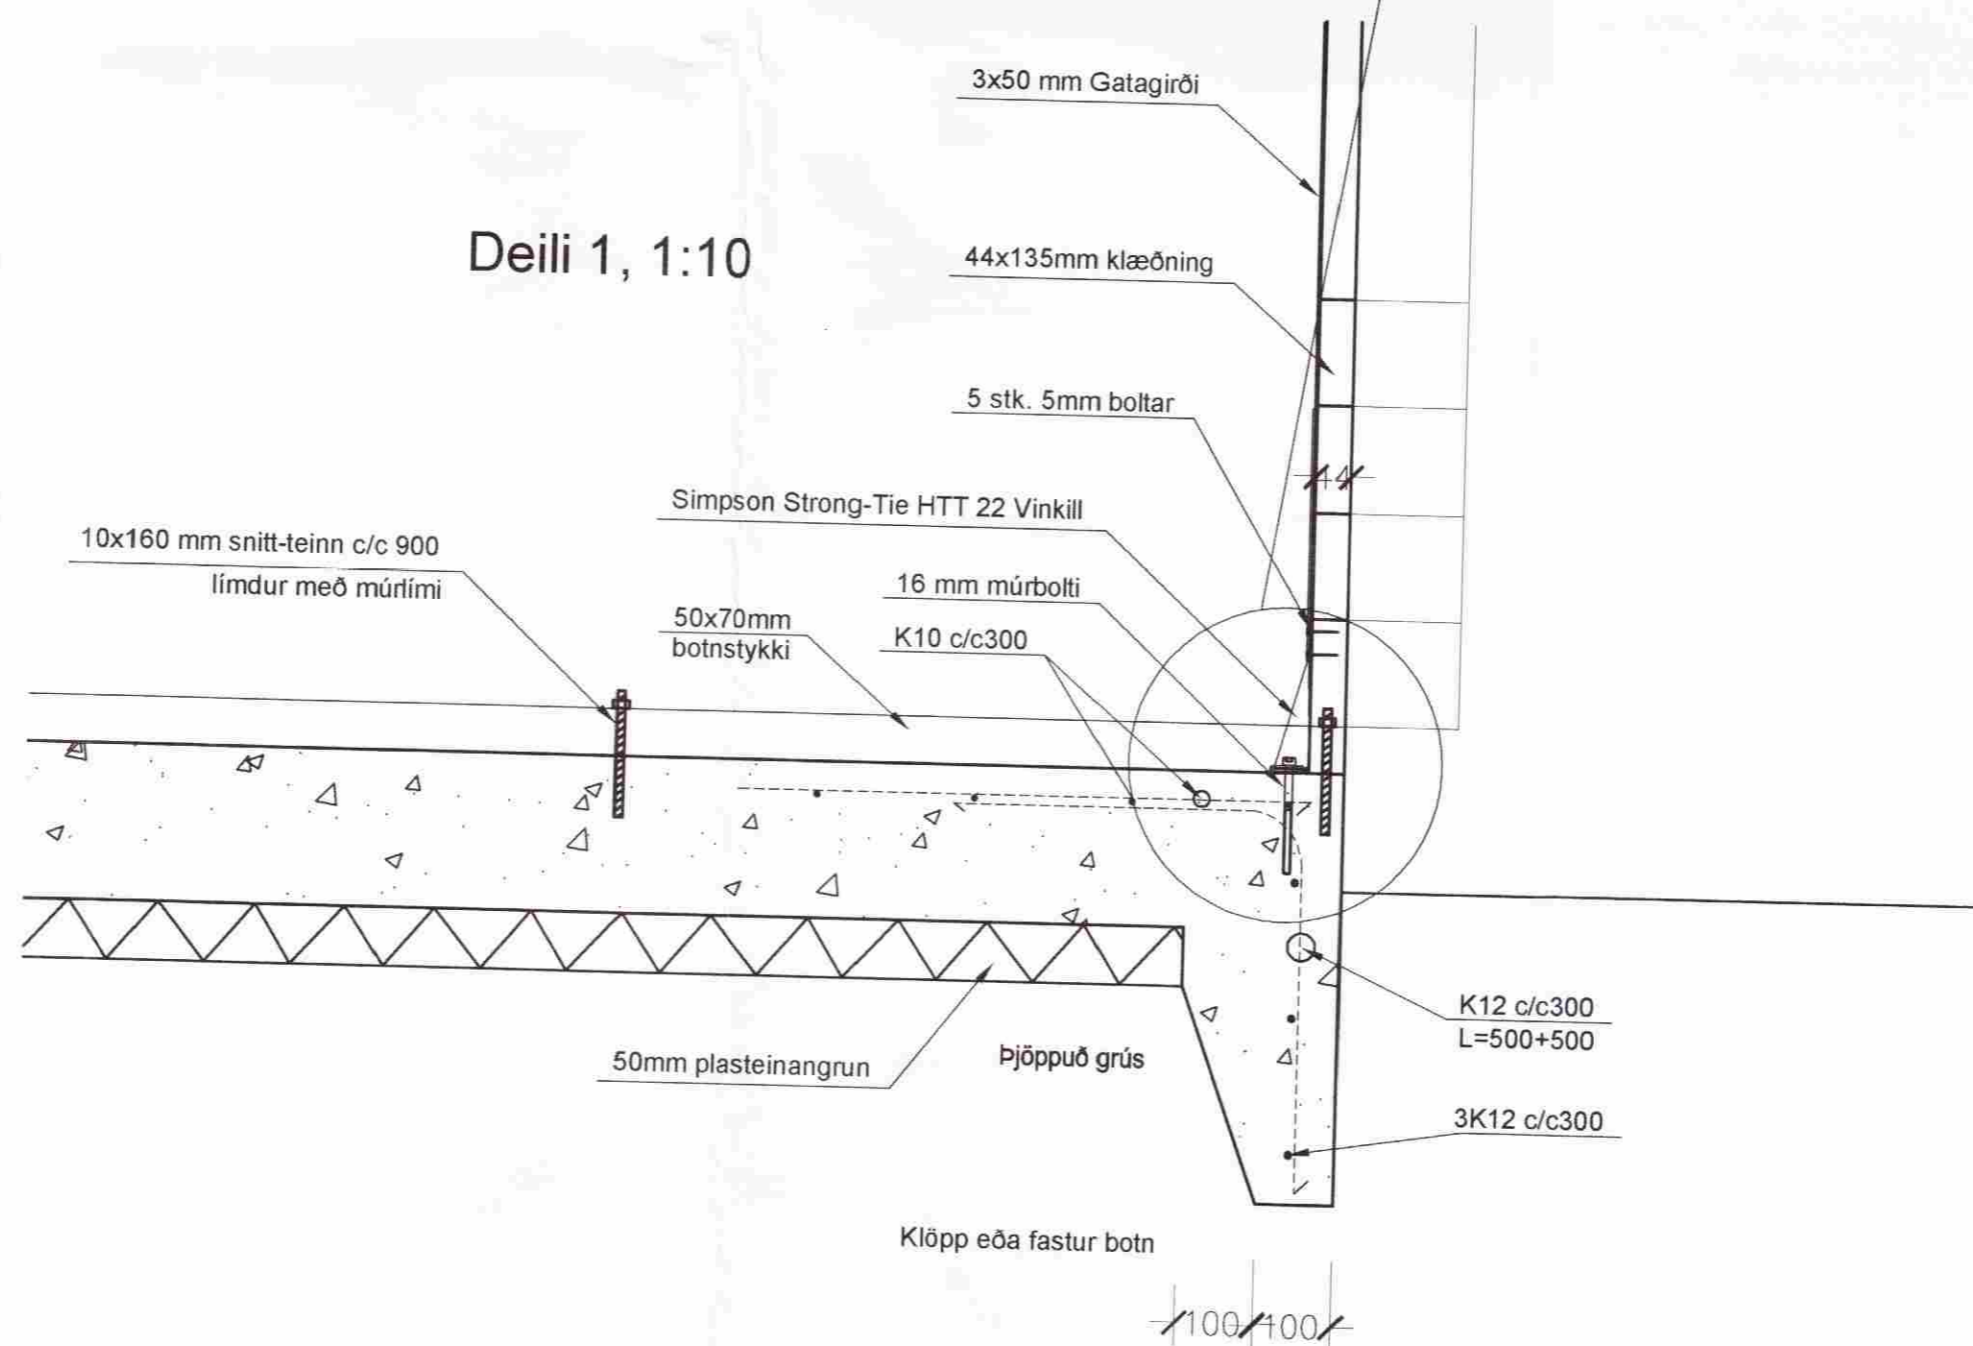 3x50 mm Gatagirði
Deili 1, 1:10
44x135mm klæðning
5 stk. 5mm boltar
44
Simpson Strong-Tie HTT 22 Vinkill
10x160 mm snitt-teinn c/c 900
límdur með múrlími
16 mm múrbolti
50x70mm
botnstykki
K10 c/c300
K12 c/c300
L=500+500
50mm plasteinangrun
Þjöppuð grús
3K12 c/c300
Klöpp eða fastur botn
100
100